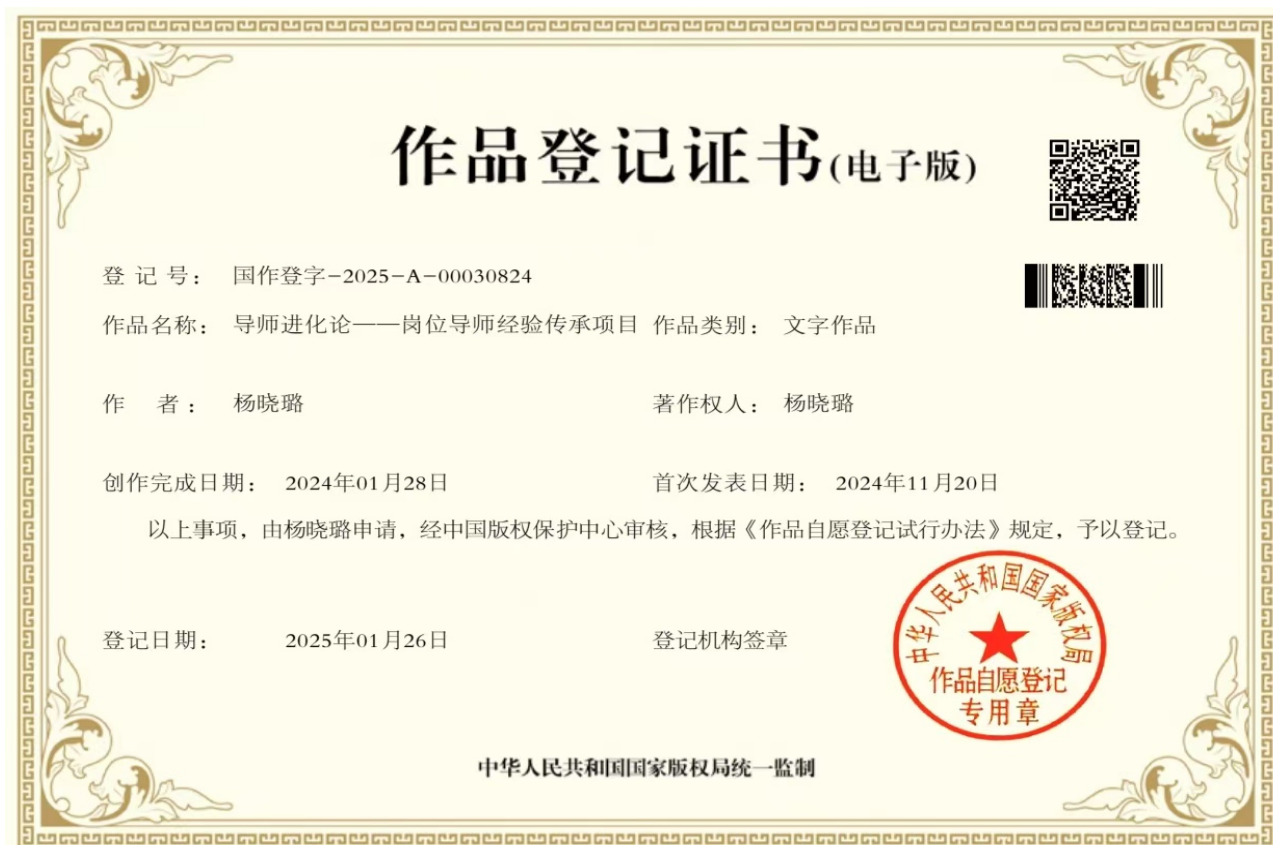 作品登记证书(电子版)
登 记 号： 国作登字-2025-A-00030824
作品名称： 导师进化论——岗位导师经验传承项目 作品类别： 文字作品
作 者： 杨晓璐 著作权人： 杨晓璐
创作完成日期： 2024年01月28日 首次发表日期： 2024年11月20日
以上事项，由杨晓璐申请，经中国版权保护中心审核，根据《作品自愿登记试行办法》规定，予以登记。
登记日期： 2025年01月26日 登记机构签章
中华人民共和国国家版权局
作品自愿登记
专用章
中华人民共和国国家版权局统一监制